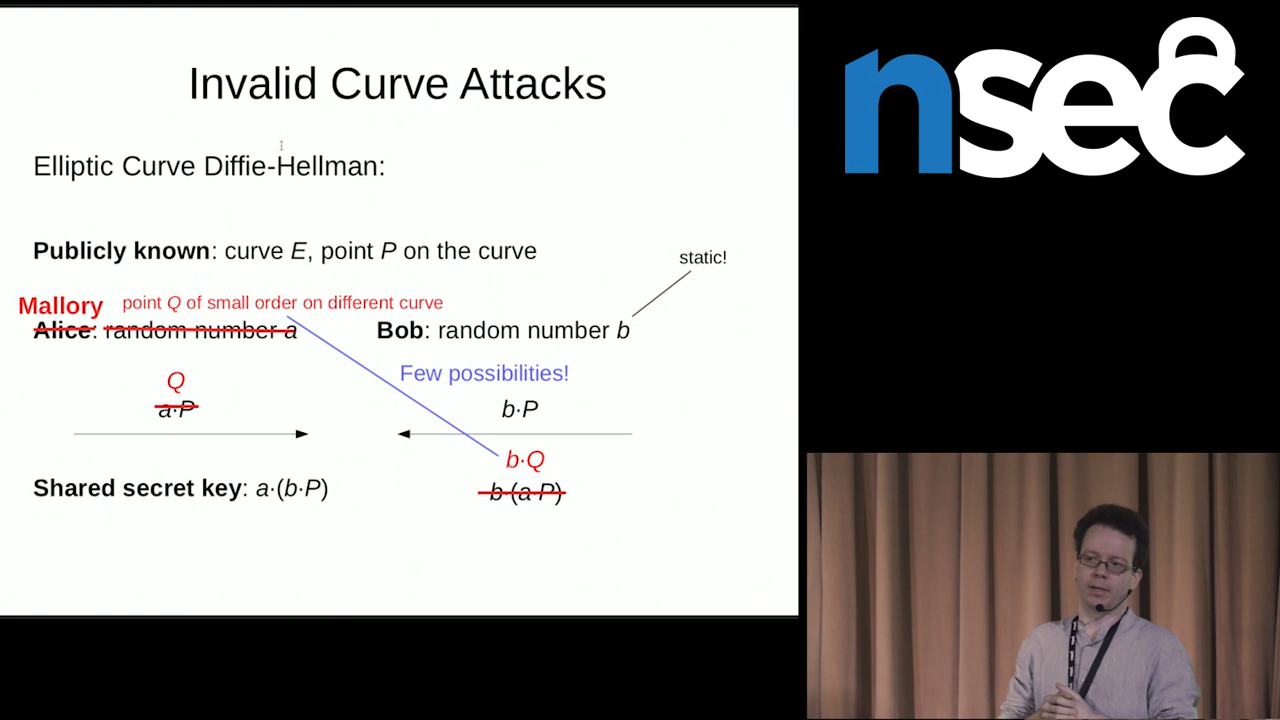 Invalid Curve Attacks
nsec
Elliptic Curve Diffie-Hellman:
Publicly known: curve E, point P on the curve
static!
Mallory point Q of small order on different curve
Alice: random number a
Bob: random number b
Few possibilities!
Q
a·P
b·P
b·Q
Shared secret key: a·(b·P)
b·(a·P)